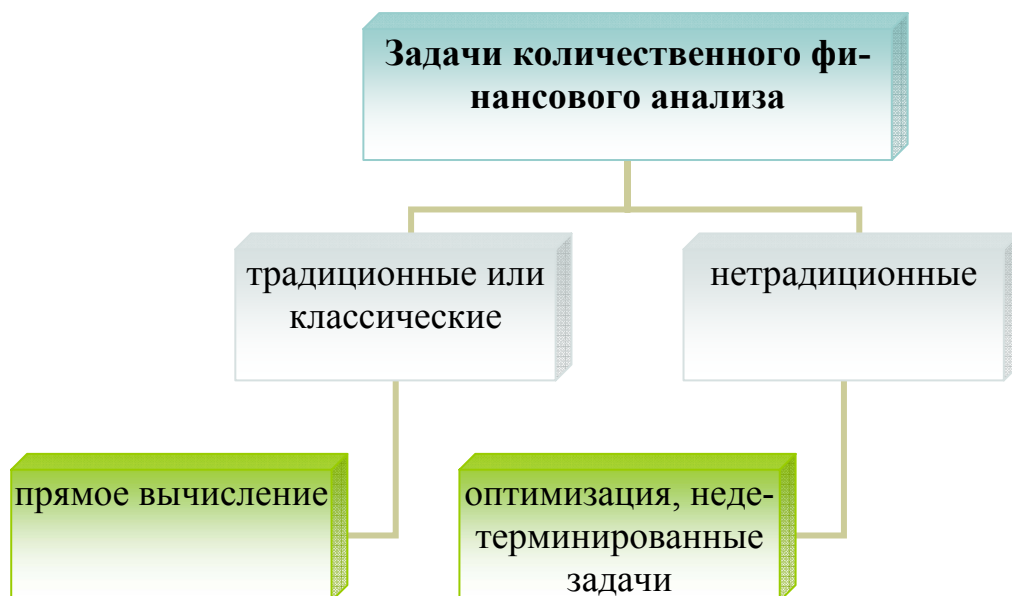 Задачи количественного фи-
нансового анализа
традиционные или
классические
нетрадиционные
прямое вычисление
оптимизация, неде-
терминированные
задачи